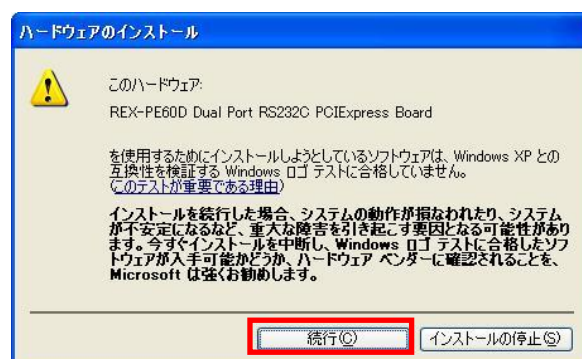 ハードウェアのインストール
このハードウェア:
REX-PE60D Dual Port RS232C PCIExpress Board
を使用するためにインストールしようとしているソフトウェアは、Windows XP との
互換性を検証する Windows ロゴ テストに合格していません。
(このテストが重要である理由)
インストールを続行した場合、システムの動作が損なわれたり、システム
が不安定になるなど、重大な障害を引き起こす要因となる可能性があり
ます。今すぐインストールを中断し、Windows ロゴ テストに合格したソフ
トウェアが入手可能かどうか、ハードウェア ベンダーに確認されることを、
Microsoft は強くお勧めします。
続行(C)
インストールの停止(S)